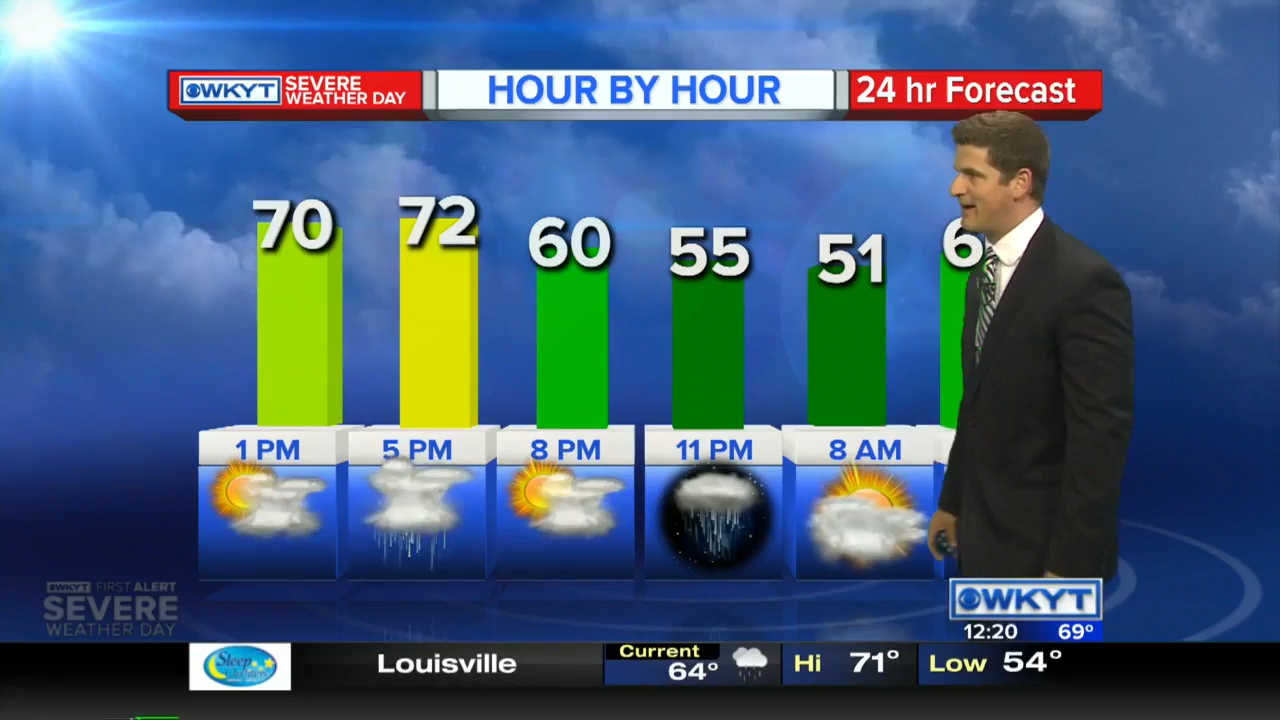 WKYT
SEVERE
WEATHER DAY
HOUR BY HOUR
24 hr Forecast
70
72
60
55
51
6
1 PM
5 PM
8 PM
11 PM
8 AM
WKYT FIRST ALERT
SEVERE
WEATHER DAY
WKYT
12:20 69°
Sleep
Louisville
Current
64°
Hi 71°
Low 54°